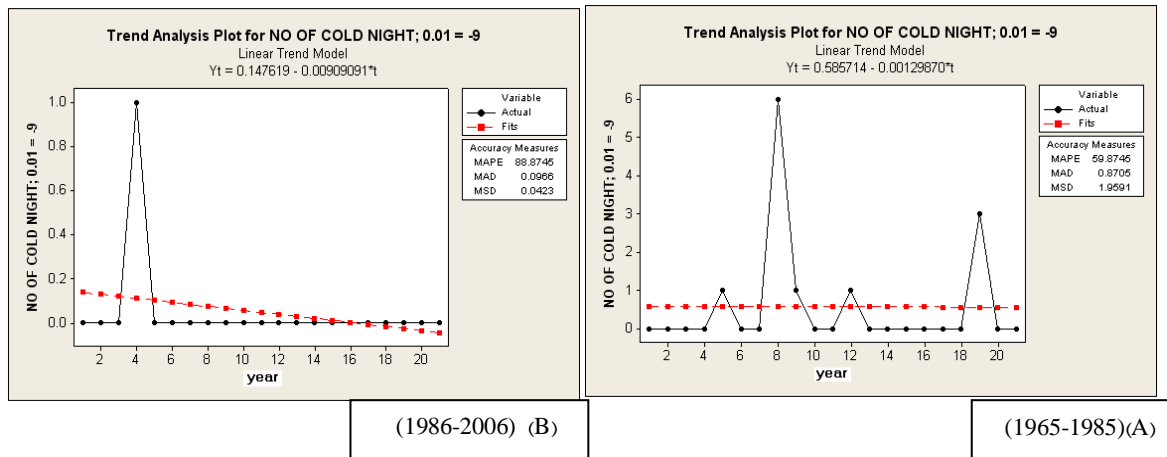 Trend Analysis Plot for NO OF COLD NIGHT; 0.01 = -9
Linear Trend Model
Yt = 0.147619 - 0.00909091*t
NO OF COLD NIGHT; 0.01 = -9
1.0
0.8
0.6
0.4
0.2
0.0
2 4 6 8 10 12 14 16 18 20
year
Variable
Actual
Fits
Accuracy Measures
MAPE 88.8745
MAD 0.0966
MSD 0.0423
(1986-2006) (B)
Trend Analysis Plot for NO OF COLD NIGHT; 0.01 = -9
Linear Trend Model
Yt = 0.585714 - 0.00129870*t
NO OF COLD NIGHT; 0.01 = -9
6
5
4
3
2
1
0
2 4 6 8 10 12 14 16 18 20
year
Variable
Actual
Fits
Accuracy Measures
MAPE 59.8745
MAD 0.8705
MSD 1.9591
(1965-1985)(A)